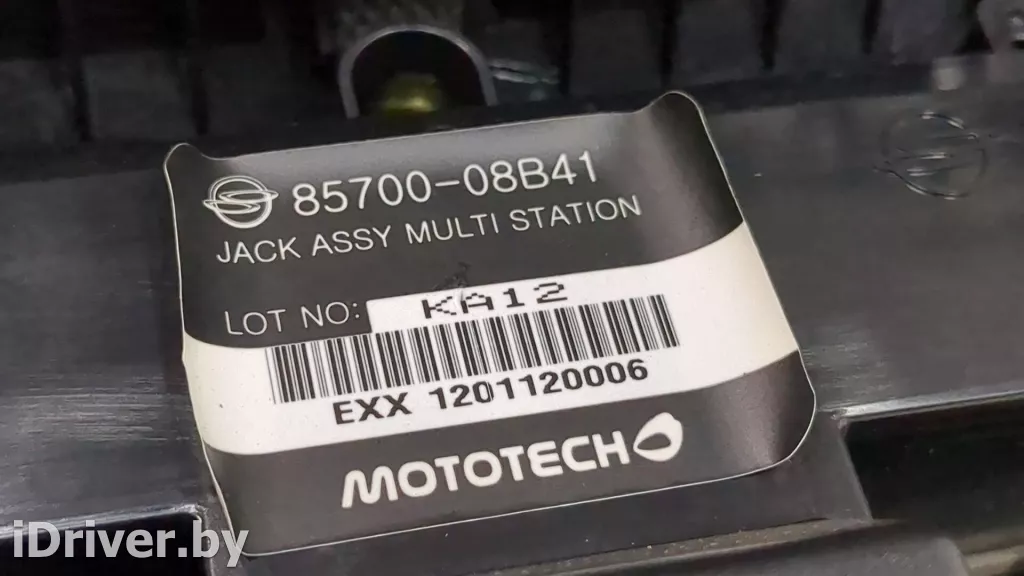 85700-08B41
JACK ASSY MULTI STATION
LOT NO: KA12
EXX 1201120006
MOTOTECH
iDriver.by